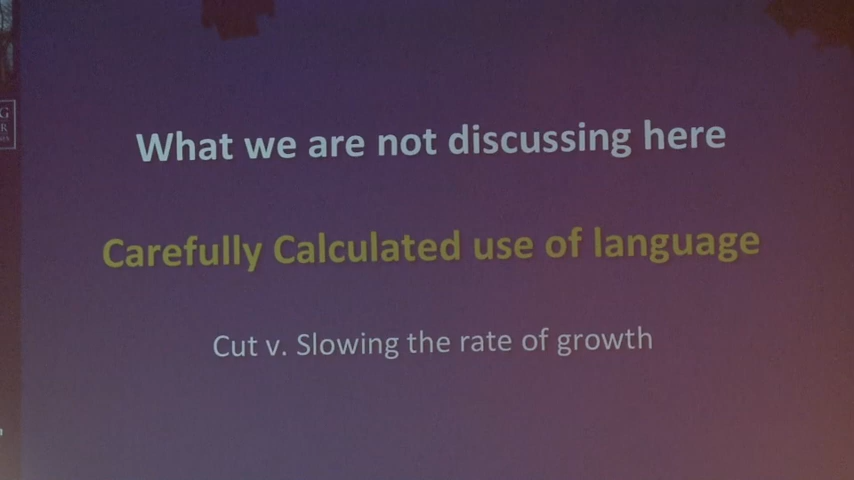 What we are not discussing here
Carefully Calculated use of language
Cut v. Slowing the rate of growth